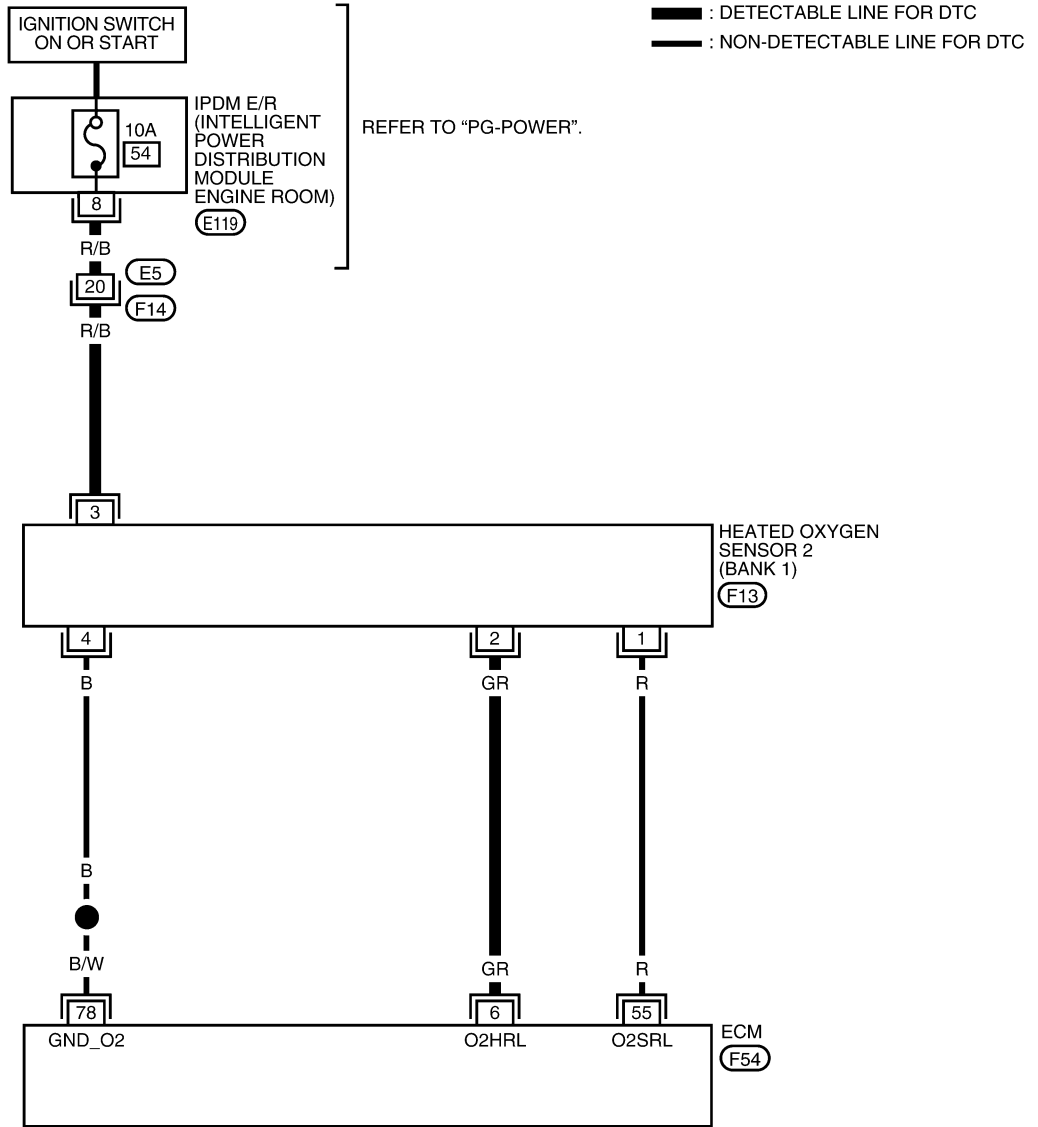 IGNITION SWITCH
ON OR START
: DETECTABLE LINE FOR DTC
: NON-DETECTABLE LINE FOR DTC
10A
54
IPDM E/R
(INTELLIGENT
POWER
DISTRIBUTION
MODULE
ENGINE ROOM)
E119
REFER TO “PG-POWER”.
8
R/B
E5
20
F14
R/B
3
HEATED OXYGEN
SENSOR 2
(BANK 1)
F13
4
2
1
B
GR
R
B
B/W
GR
R
78
6
55
GND_O2
O2HRL
O2SRL
ECM
F54